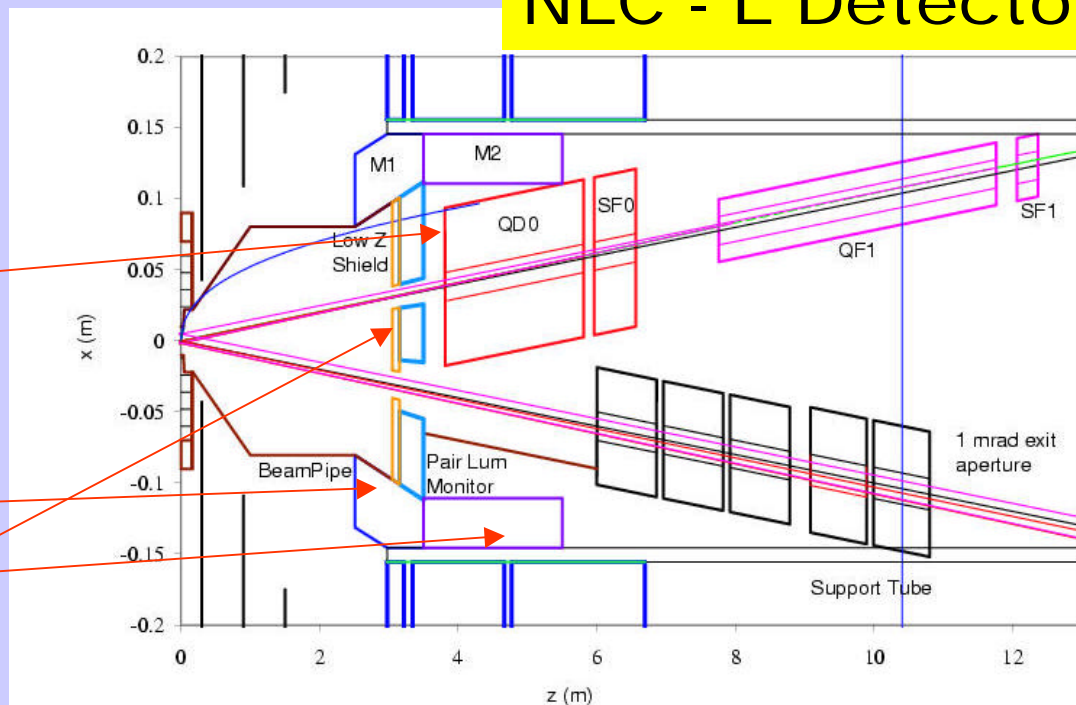 NLC - L Detecto
0.2
0.15
0.1
0.05
0
-0.05
-0.1
-0.15
-0.2
x (m)
M1
M2
Low Z
Shield
QD0
SF0
QF1
SF1
BeamPipe
Pair Lum
Monitor
1 mrad exit
aperture
Support Tube
0 2 4 6 8 10 12
z (m)